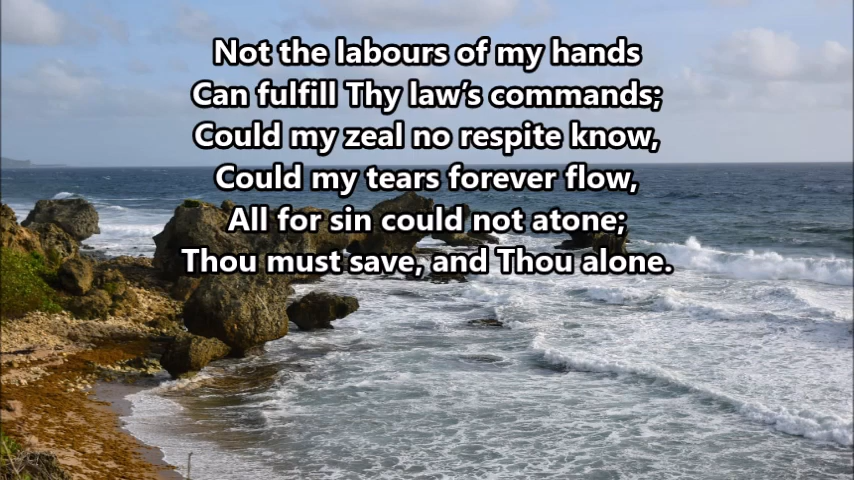 Not the labours of my hands
Can fulfill Thy law's commands;
Could my zeal no respite know,
Could my tears forever flow,
All for sin could not atone;
Thou must save, and Thou alone.